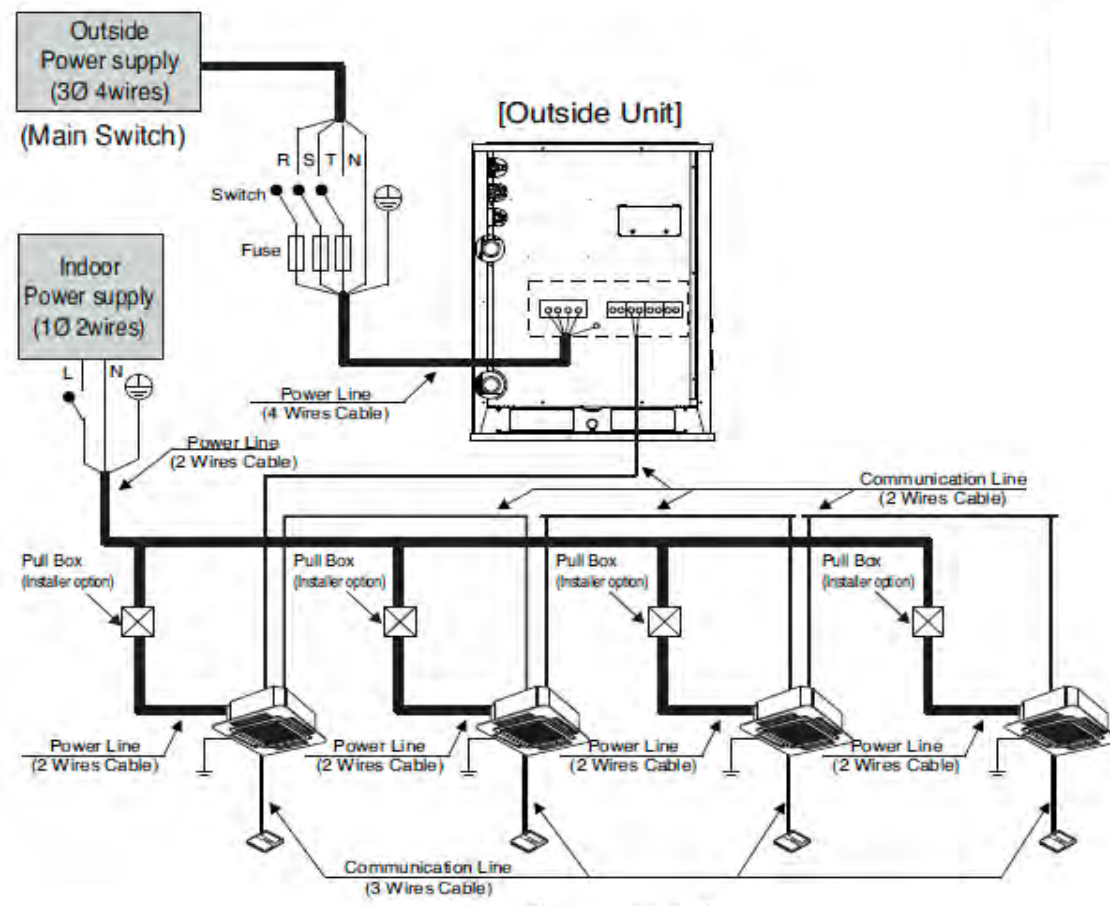 Outside
Power supply
(3Ø 4wires)
(Main Switch)
[Outside Unit]
R S T N
Switch
Fuse
Indoor
Power supply
(1Ø 2wires)
L N
Power Line
(4 Wires Cable)
Power Line
(2 Wires Cable)
Communication Line
(2 Wires Cable)
Pull Box
(Installer option)
Pull Box
(Installer option)
Pull Box
(Installer option)
Pull Box
(Installer option)
Power Line
(2 Wires Cable)
Power Line
(2 Wires Cable)
Power Line
(2 Wires Cable)
Power Line
(2 Wires Cable)
Communication Line
(3 Wires Cable)